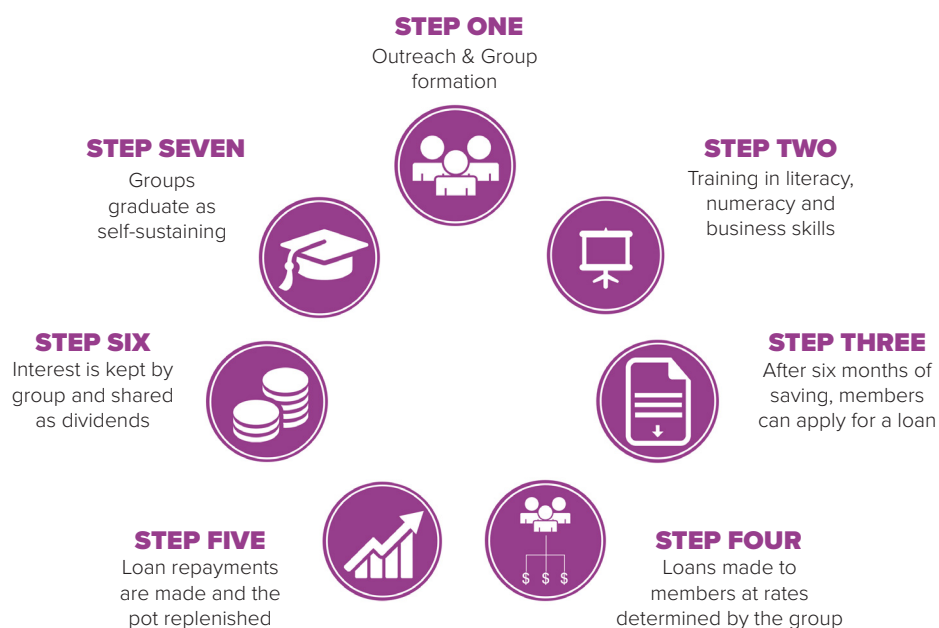 STEP ONE
Outreach & Group
formation
STEP TWO
Training in literacy,
numeracy and
business skills
STEP THREE
After six months of
saving, members
can apply for a loan
STEP FOUR
Loans made to
members at rates
determined by the group
$ $ $
STEP FIVE
Loan repayments
are made and the
pot replenished
STEP SIX
Interest is kept by
group and shared
as dividends
STEP SEVEN
Groups
graduate as
self-sustaining